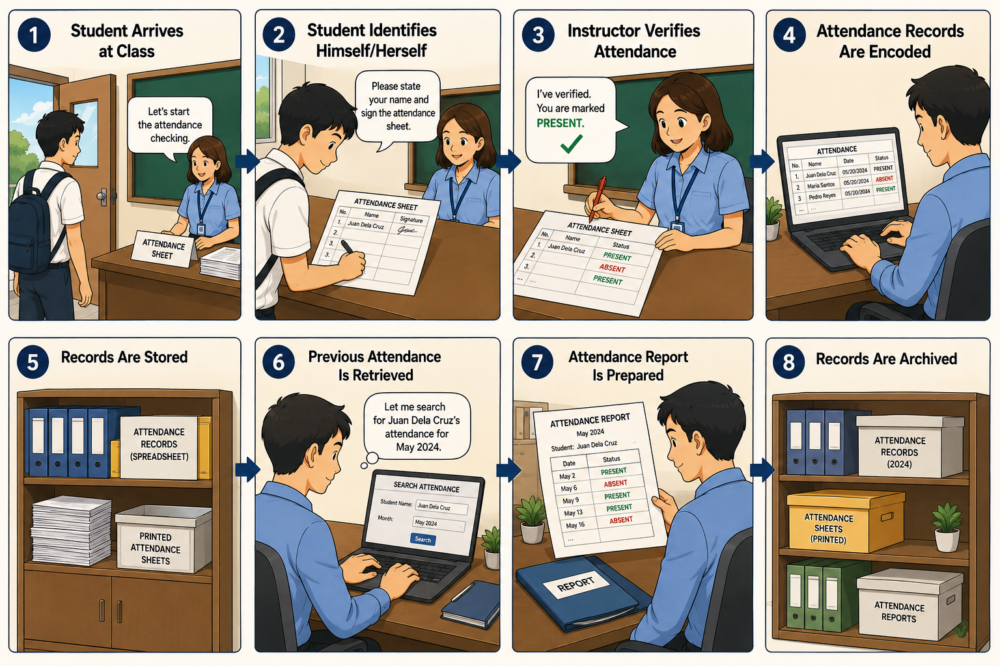 1
Student Arrives
at Class
Let's start
the attendance
checking.
ATTENDANCE
SHEET
2
Student Identifies
Himself/Herself
Please state
your name and
sign the attendance
sheet.
ATTENDANCE SHEET
No. Name Signature
1. Juan Dela Cruz
2.
3.
3.
3
Instructor Verifies
Attendance
I've verified.
You are marked
PRESENT.
ATTENDANCE SHEET
No. Name Status
1. Juan Dela Cruz PRESENT
2. ABSENT
3. PRESENT
... ...
4
Attendance Records
Are Encoded
ATTENDANCE
No. Name Date Status
1. Juan Dela Cruz 05/20/2024 PRESENT
2 Maria Santos 05/20/2024 ABSENT
3 Pedro Reyes 05/20/2024 PRESENT
... ...
5
Records Are Stored
ATTENDANCE
RECORDS
(SPREADSHEET)
PRINTED
ATTENDANCE
SHEETS
6
Previous Attendance
Is Retrieved
Let me search
for Juan Dela Cruz's
attendance for
May 2024.
SEARCH ATTENDANCE
Student Name: Juan Dela Cruz
Month: May 2024
Search
7
Attendance Report
Is Prepared
ATTENDANCE REPORT
May 2024
Student: Juan Dela Cruz
Date Status
May 2 PRESENT
May 6 ABSENT
May 9 PRESENT
May 13 PRESENT
May 16 ABSENT
...
REPORT
8
Records Are Archived
ATTENDANCE
RECORDS
(2024)
ATTENDANCE
SHEETS
(PRINTED)
ATTENDANCE
REPORTS